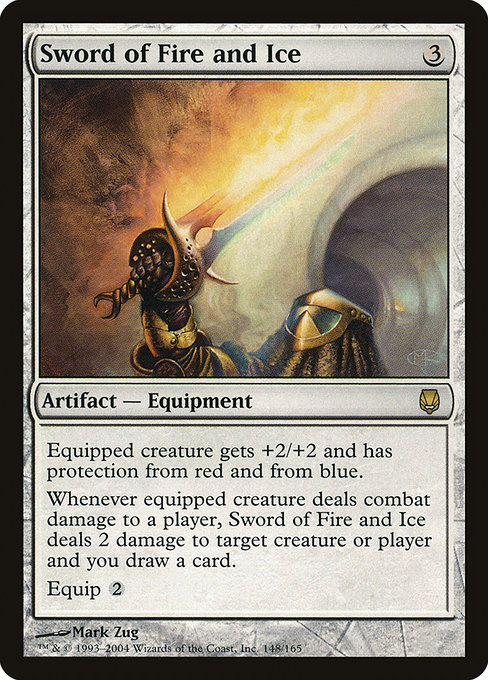 Sword of Fire and Ice 3
Artifact — Equipment
Equipped creature gets +2/+2 and has
protection from red and from blue.
Whenever equipped creature deals combat
damage to a player, Sword of Fire and Ice
deals 2 damage to target creature or player
and you draw a card.
Equip 2
Mark Zug
™ & © 1993–2004 Wizards of the Coast, Inc. 148/165